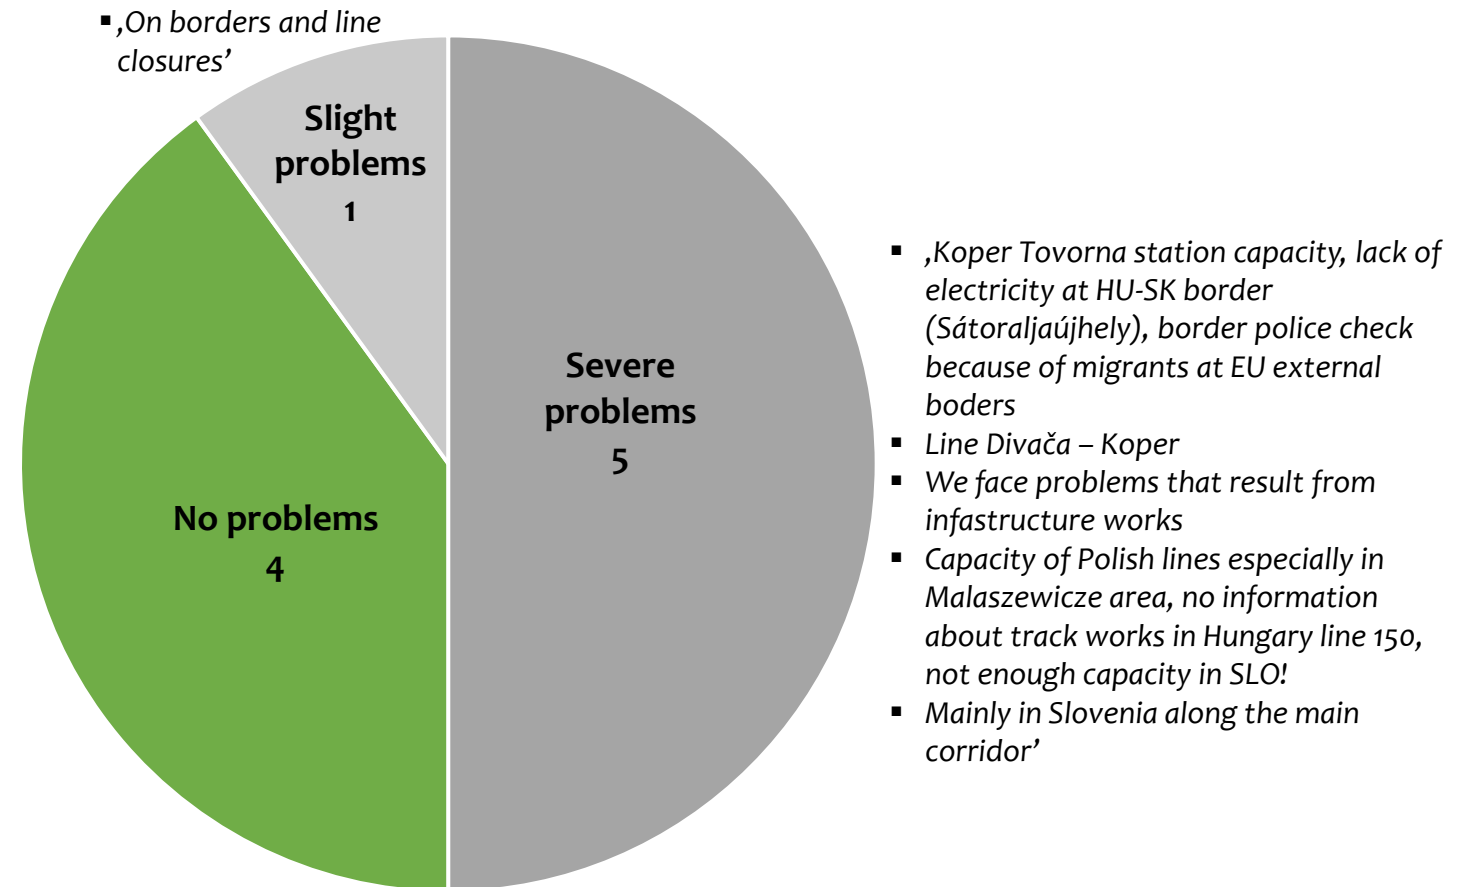 ▪ ‚On borders and line
closures’
Slight
problems
1
Severe
problems
5
No problems
4
▪ ‚Koper Tovorna station capacity, lack of
electricity at HU-SK border
(Sátoraljaújhely), border police check
because of migrants at EU external
boders
▪ Line Divača – Koper
▪ We face problems that result from
infastructure works
▪ Capacity of Polish lines especially in
Malaszewicze area, no information
about track works in Hungary line 150,
not enough capacity in SLO!
▪ Mainly in Slovenia along the main
corridor’